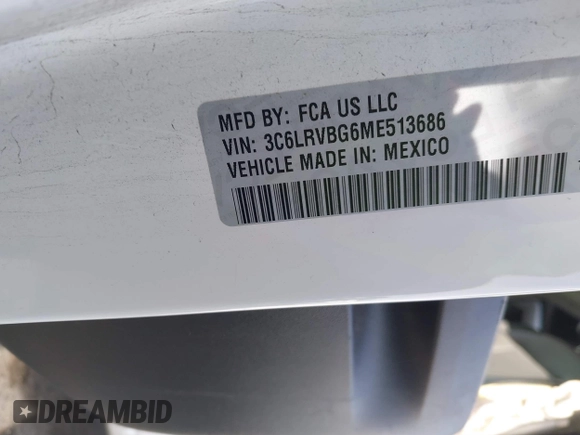 MFD BY: FCA US LLC
VIN: 3C6LRVBG6ME513686
VEHICLE MADE IN: MEXICO
DREAMBID